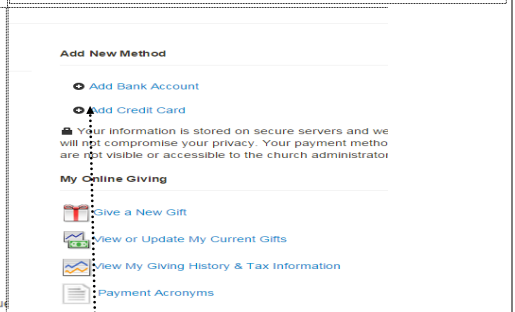 Add New Method
Add Bank Account
Add Credit Card
Your information is stored on secure servers and we
will not compromise your privacy. Your payment metho
are not visible or accessible to the church administrator
My Online Giving
Give a New Gift
View or Update My Current Gifts
View My Giving History & Tax Information
Payment Acronyms